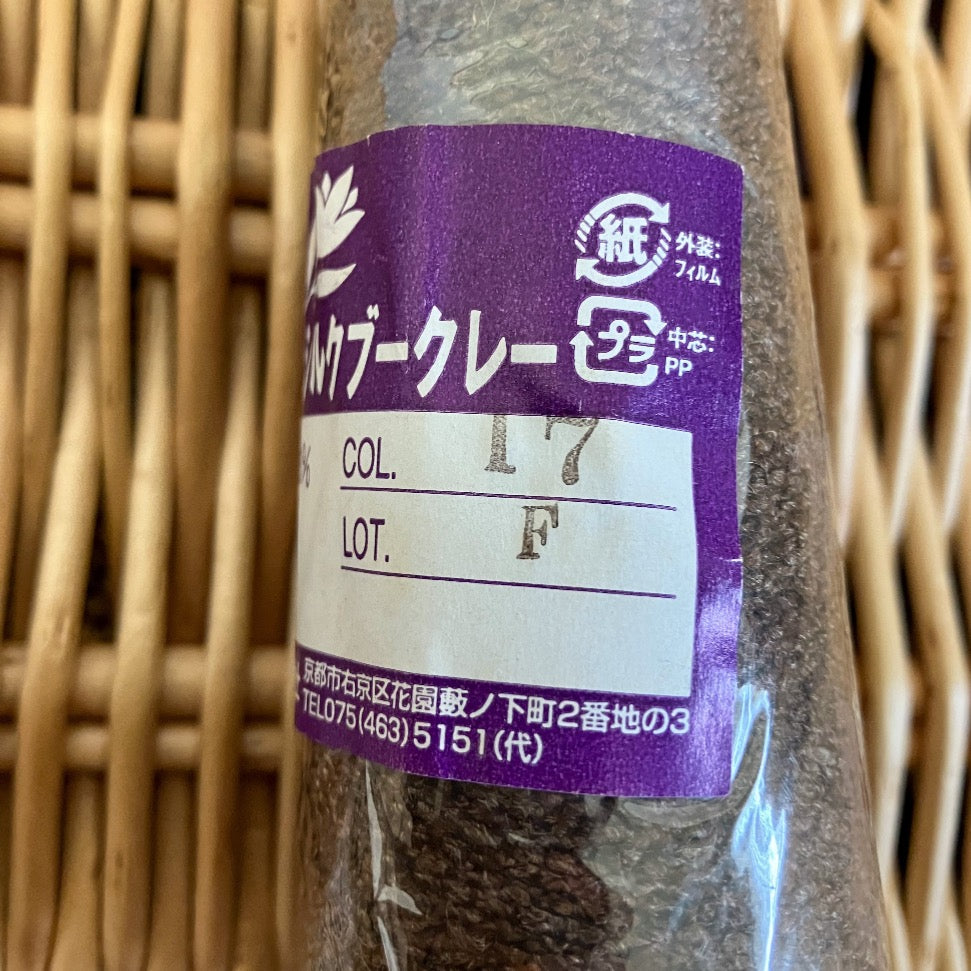 紙 外装:
フィルム
プラ 中芯:
PP
シルクブークレー
% COL. 17
LOT. F
京都市右京区花園藪ノ下町2番地の3
TEL075(463)5151(代)